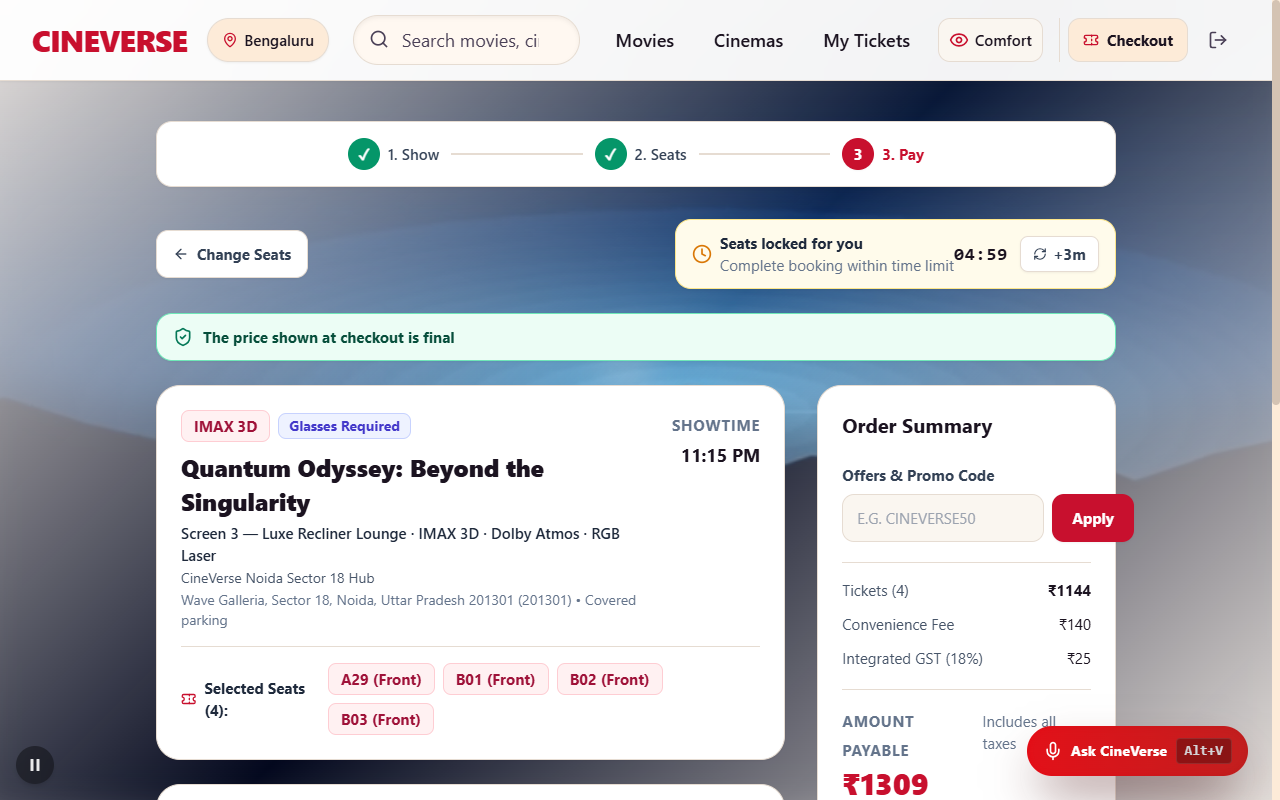 CINEVERSE
Bengaluru
Search movies, ci
Movies
Cinemas
My Tickets
Comfort
Checkout
1. Show
2. Seats
3
3. Pay
Change Seats
Seats locked for you
Complete booking within time limit
04:59
+3m
The price shown at checkout is final
IMAX 3D
Glasses Required
SHOWTIME
11:15 PM
Quantum Odyssey: Beyond the
Singularity
Screen 3 — Luxe Recliner Lounge · IMAX 3D · Dolby Atmos · RGB
Laser
CineVerse Noida Sector 18 Hub
Wave Galleria, Sector 18, Noida, Uttar Pradesh 201301 (201301) • Covered
parking
Selected Seats
(4):
A29 (Front)
B01 (Front)
B02 (Front)
B03 (Front)
Order Summary
Offers & Promo Code
E.G. CINEVERSE50
Apply
Tickets (4)
₹1144
Convenience Fee
₹140
Integrated GST (18%)
₹25
AMOUNT
PAYABLE
Includes all
taxes
₹1309
Ask CineVerse
Alt+V